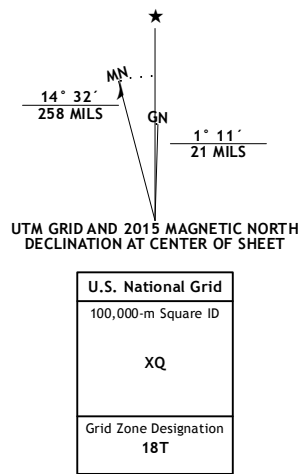 ★
MN
GN
14° 32´
258 MILS
1° 11´
21 MILS
UTM GRID AND 2015 MAGNETIC NORTH
DECLINATION AT CENTER OF SHEET
U.S. National Grid
100,000-m Square ID
XQ
Grid Zone Designation
18T